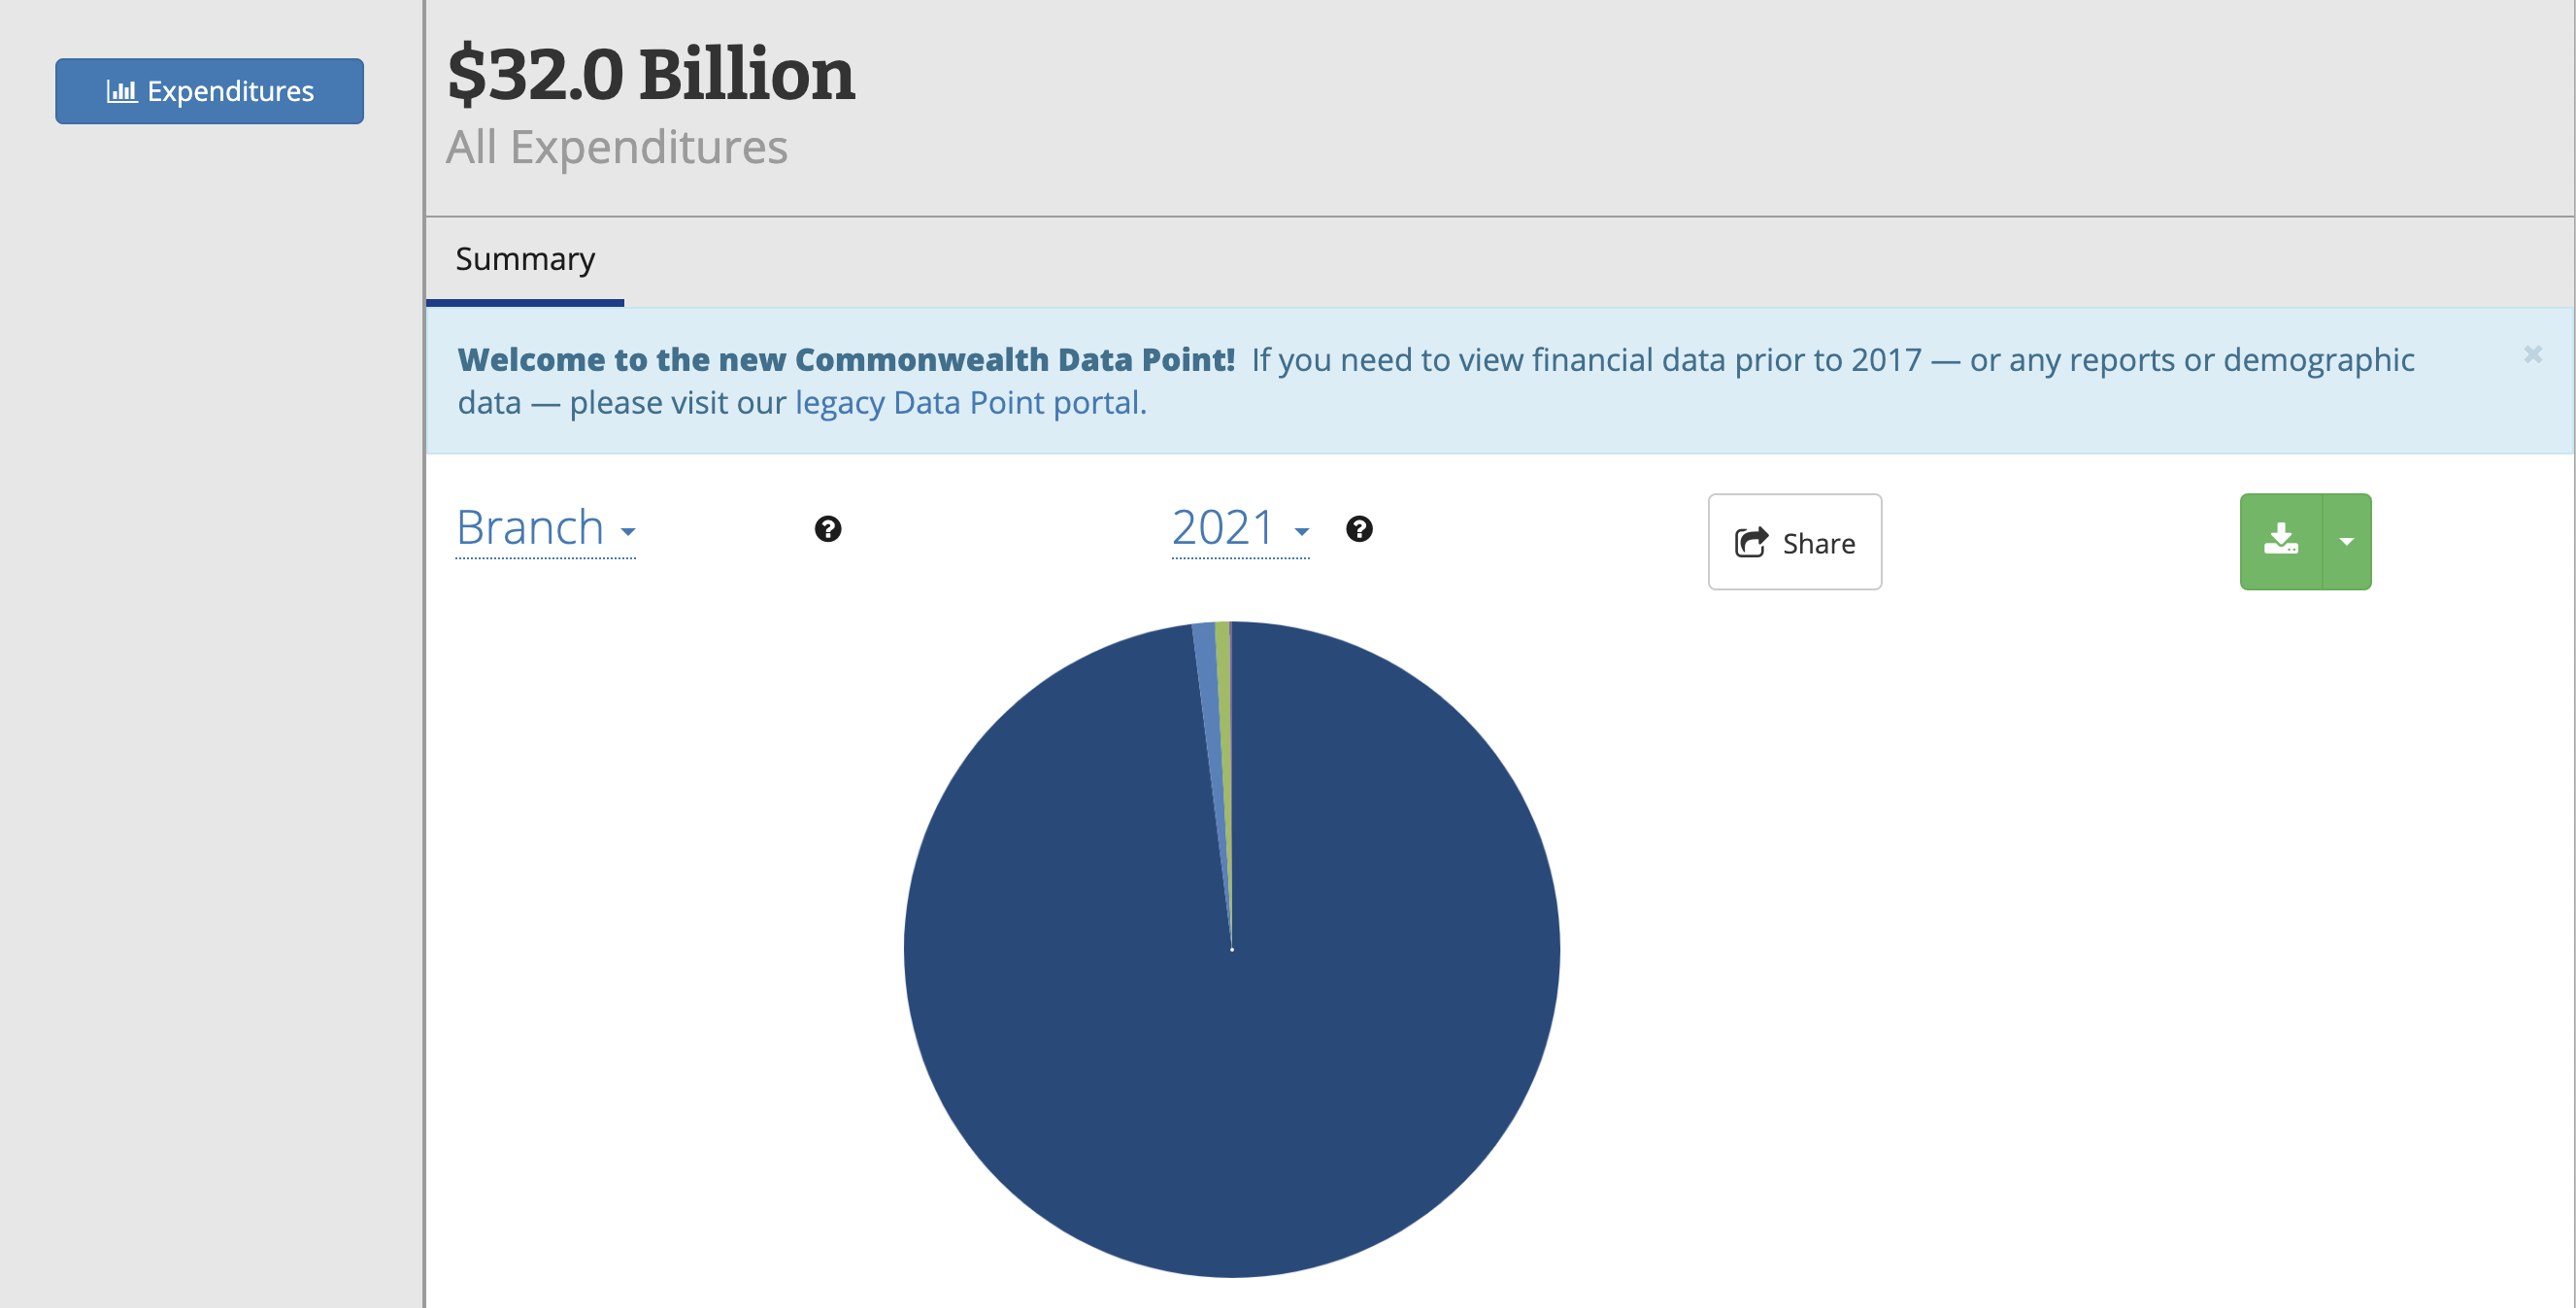 Expenditures
$32.0 Billion
All Expenditures
Summary
Welcome to the new Commonwealth Data Point! If you need to view financial data prior to 2017 — or any reports or demographic
data — please visit our legacy Data Point portal.
Branch
2021
Share